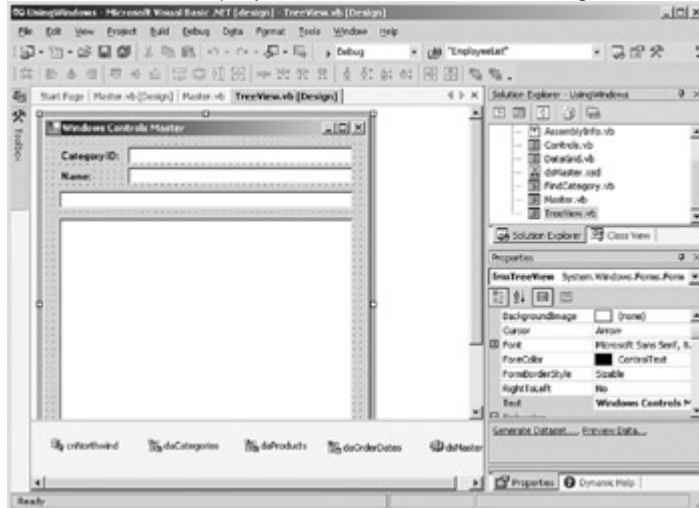 UsingWindows - Microsoft Visual Basic .NET [design] - TreeView.vb [Design]
File Edit View Project Build Debug Data Format Tools Window Help
Debug "EmployeeList"
Start Page Master.vb [Design] Master.vb TreeView.vb [Design]
Toolbox
Windows Controls Master
Category ID:
Name:
cnNorthwind daCategories daProducts daOrderDates dsMaster
Solution Explorer - UsingWindows
AssemblyInfo.vb
Controls.vb
DataGrid.vb
dsMaster.xsd
FindCategory.vb
Master.vb
TreeView.vb
Solution Explorer Class View
Properties
frmTreeView System.Windows.Forms.Form
BackgroundImage (none)
Cursor Arrow
Font Microsoft Sans Serif, 8.
ForeColor ControlText
FormBorderStyle Sizable
RightToLeft No
Text Windows Controls M
Generate Dataset..., Preview Data...
Properties Dynamic Help
Ready